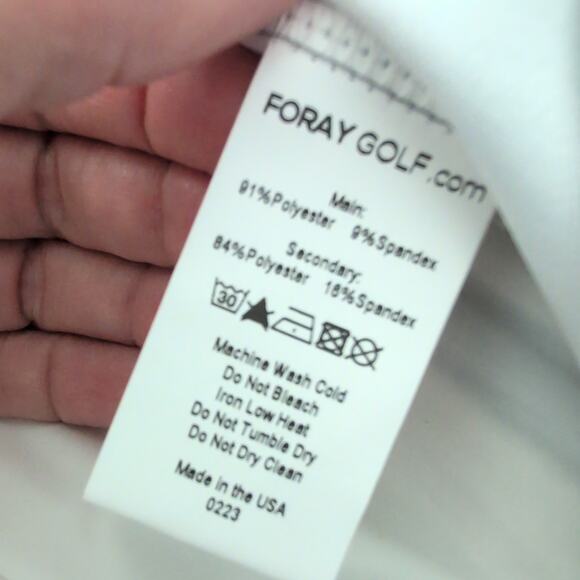 FORAY GOLF.com
Main:
91%Polyester 9%Spandex
Secondary:
84%Polyester 16%Spandex
30
Machine Wash Cold
Do Not Bleach
Iron Low Heat
Do Not Tumble Dry
Do Not Dry Clean
Made in the USA
0223